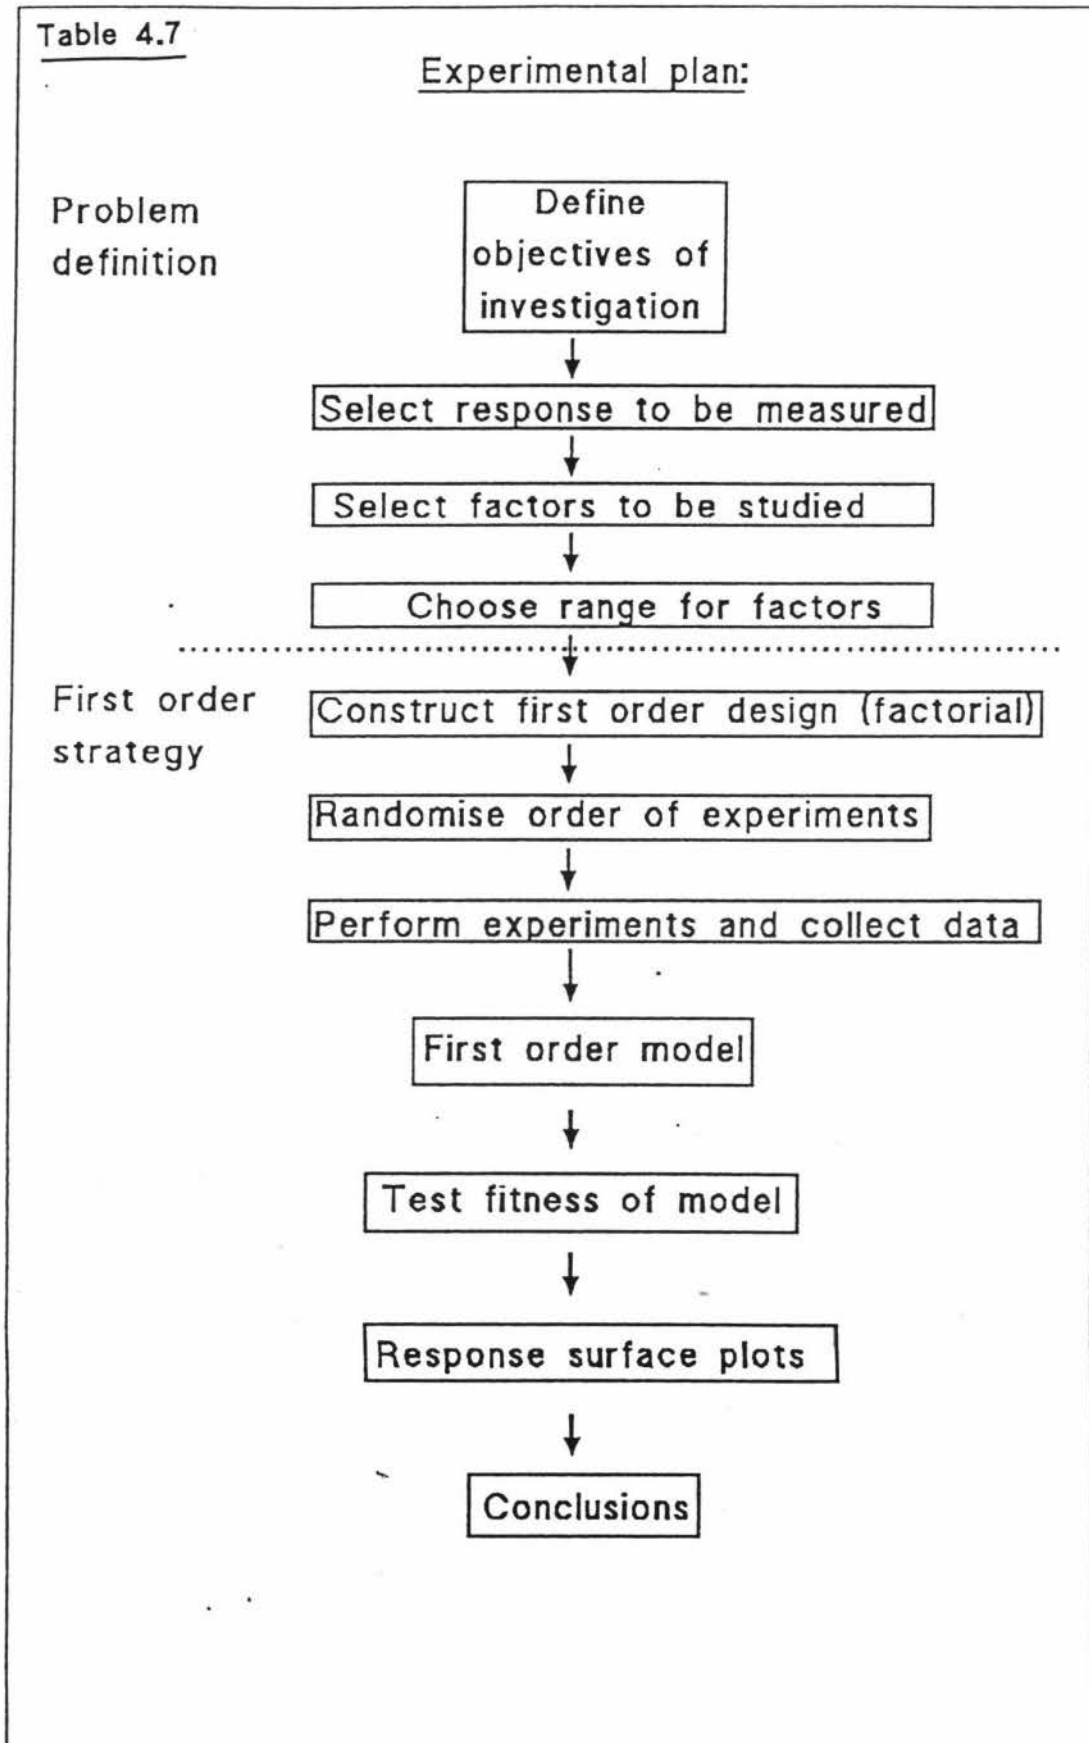 Table 4.7
Experimental plan:
Problem
definition
Define
objectives of
investigation
Select response to be measured
Select factors to be studied
Choose range for factors
First order
strategy
Construct first order design (factorial)
Randomise order of experiments
Perform experiments and collect data
First order model
Test fitness of model
Response surface plots
Conclusions